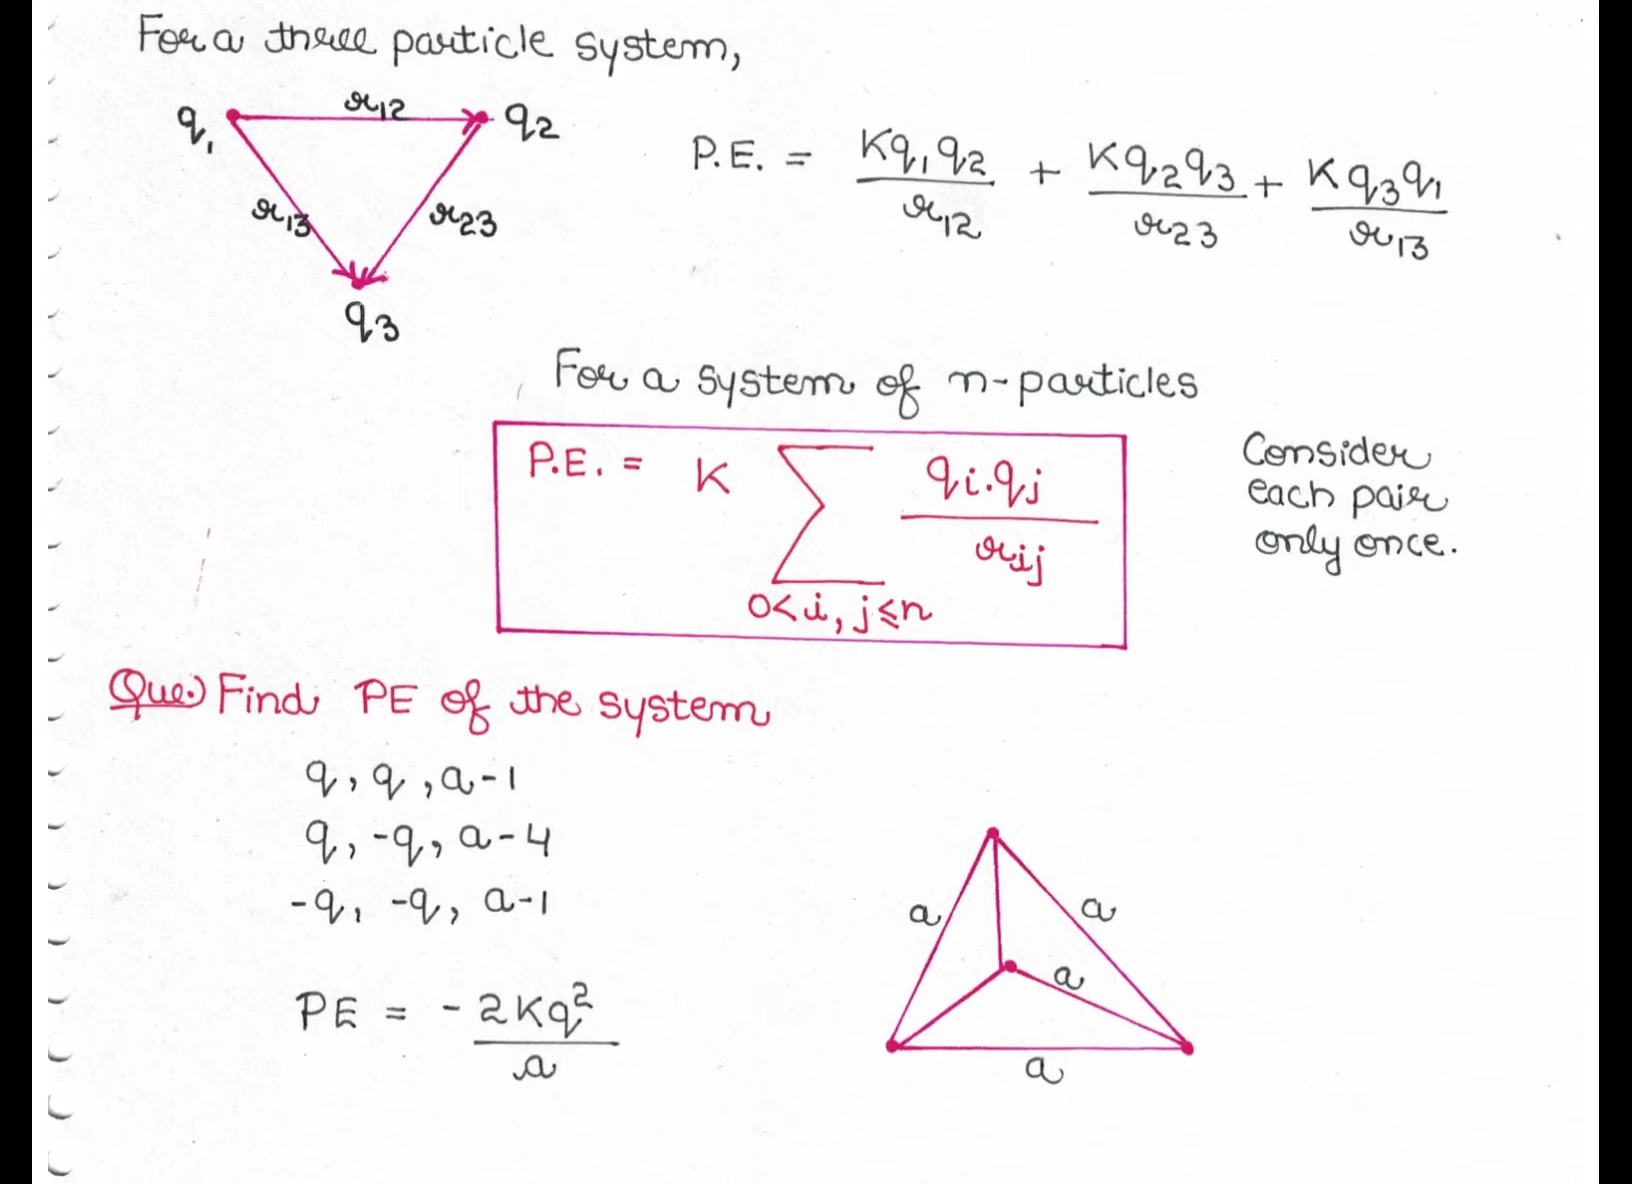 For a three particle system,
r12
q1
q2
r13
r23
q3
P.E. = Kq1q2/r12 + Kq2q3/r23 + Kq3q1/r13
For a system of n-particles
P.E. = K Σ qi.qj/rij
0<i, j≤n
Consider
each pair
only once.
Que.) Find PE of the system
q, q, a-1
q, -q, a-4
-q, -q, a-1
PE = -2Kq²/a
a
a
a
a